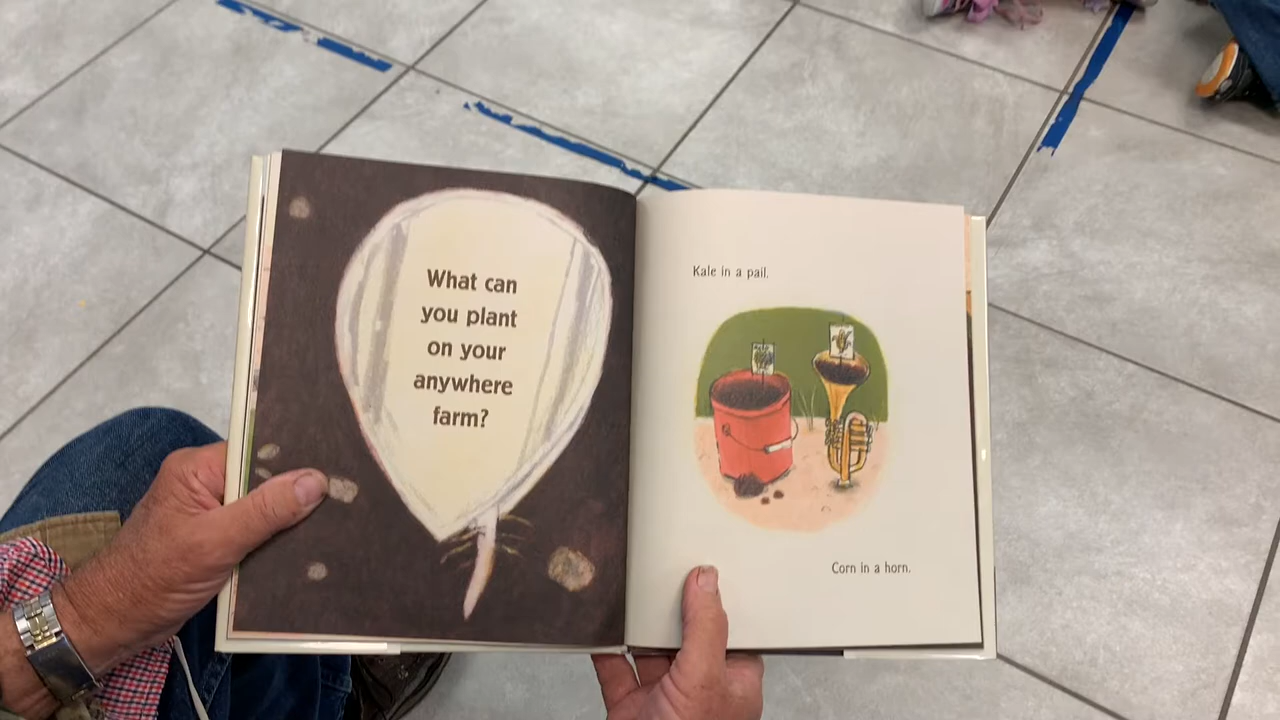 What can
you plant
on your
anywhere
farm?
Kale in a pail.
Corn in a horn.